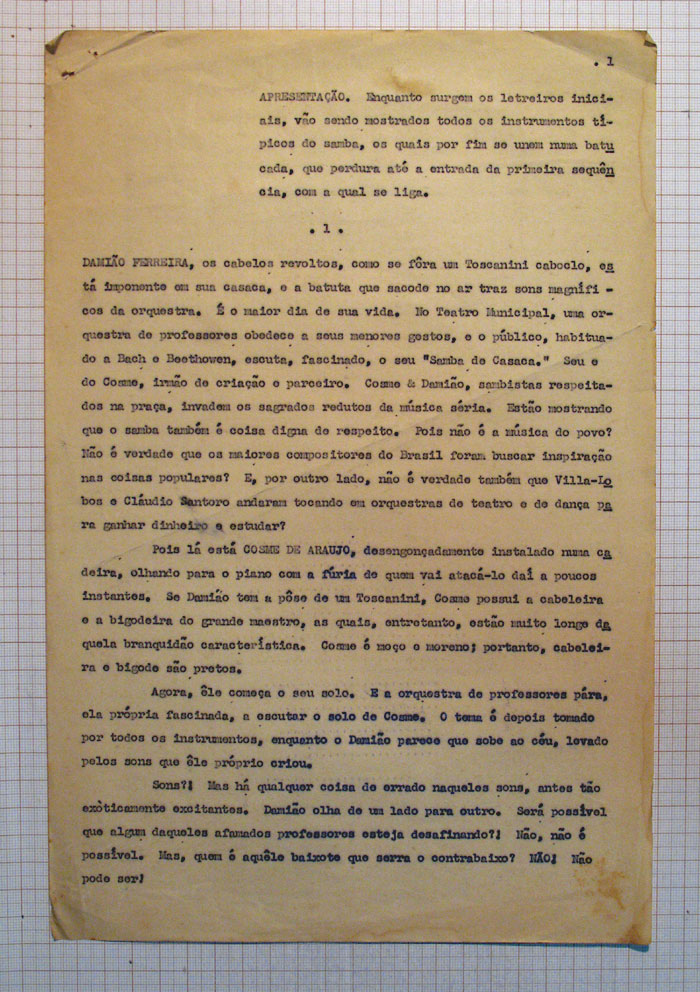 . 1
APRESENTAÇÃO. Enquanto surgem os letreiros inici-
ais, vão sendo mostrados todos os instrumentos tí-
picos do samba, os quais por fim se unem numa batu
cada, que perdura até a entrada da primeira sequên
cia, com a qual se liga.
. 1 .
DAMIÃO FERREIRA, os cabelos revoltos, como se fôra um Toscanini caboclo, es
tá imponente em sua casaca, e a batuta que sacode no ar traz sons magnífi-
cos da orquestra. É o maior dia de sua vida. No Teatro Municipal, uma or-
questra de professores obedece a seus menores gestos, e o público, habitua-
do a Bach e Beethowen, escuta, fascinado, o seu "Samba de Casaca." Seu e
do Cosme, irmão de criação e parceiro. Cosme & Damião, sambistas respeita-
dos na praça, invadem os sagrados redutos da música séria. Estão mostrando
que o samba também é coisa digna de respeito. Pois não é a música do povo?
Não é verdade que os maiores compositores do Brasil foram buscar inspiração
nas coisas populares? E, por outro lado, não é verdade também que Villa-Lo
bos e Cláudio Santoro andaram tocando em orquestras de teatro e de dança pa
ra ganhar dinheiro e estudar?
Pois lá está COSME DE ARAUJO, desengonçadamente instalado numa ca
deira, olhando para o piano com a fúria de quem vai atacá-lo daí a poucos
instantes. Se Damião tem a pôse de um Toscanini, Cosme possui a cabeleira
e a bigodeira do grande maestro, as quais, entretanto, estão muito longe da
quela branquidão característica. Cosme é moço e moreno; portanto, cabelei-
ra e bigode são pretos.
Agora, êle começa o seu solo. E a orquestra de professores pára,
ela própria fascinada, a escutar o solo de Cosme. O tema é depois tomado
por todos os instrumentos, enquanto o Damião parece que sobe ao céu, levado
pelos sons que êle próprio criou.
Sons?! Mas há qualquer coisa de errado naqueles sons, antes tão
exòticamente excitantes. Damião olha de um lado para outro. Será possível
que algum daqueles afamados professores esteja desafinando?! Não, não é
possível. Mas, quem é aquêle baixote que serra o contrabaixo? NÃO! Não
pode ser!